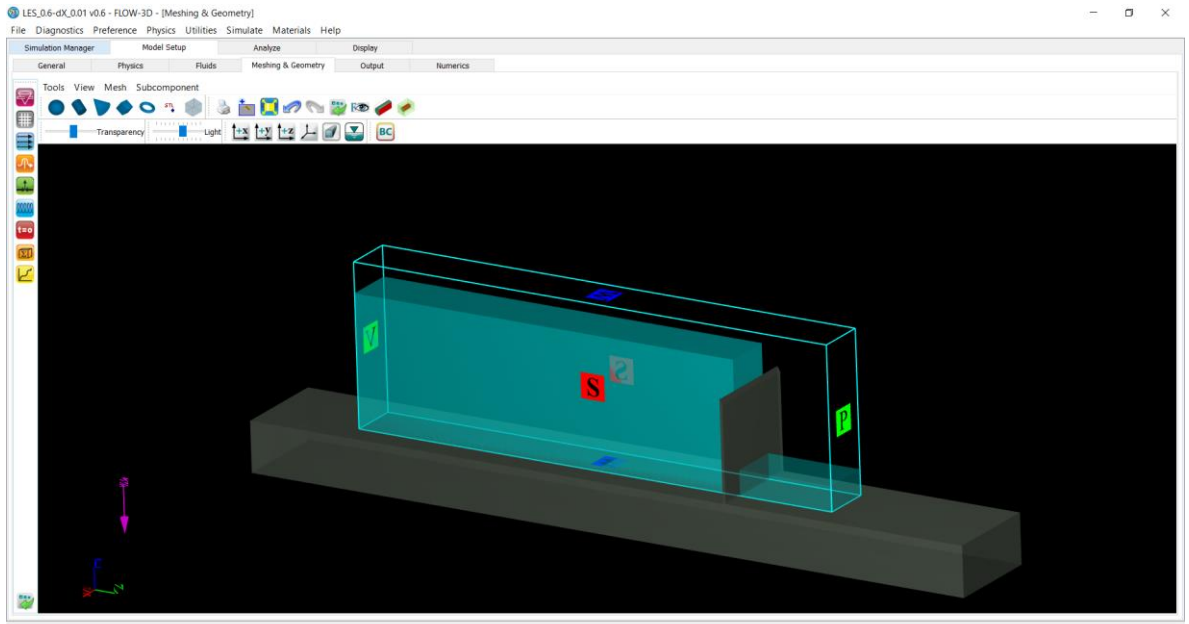 LES_0.6-dX_0.01 v0.6 - FLOW-3D - [Meshing & Geometry]
File Diagnostics Preference Physics Utilities Simulate Materials Help
Simulation Manager Model Setup Analyze Display
General Physics Fluids Meshing & Geometry Output Numerics
Tools View Mesh Subcomponent
STL
Transparency Light +X +Y +Z BC
t=0
V
S
S
P